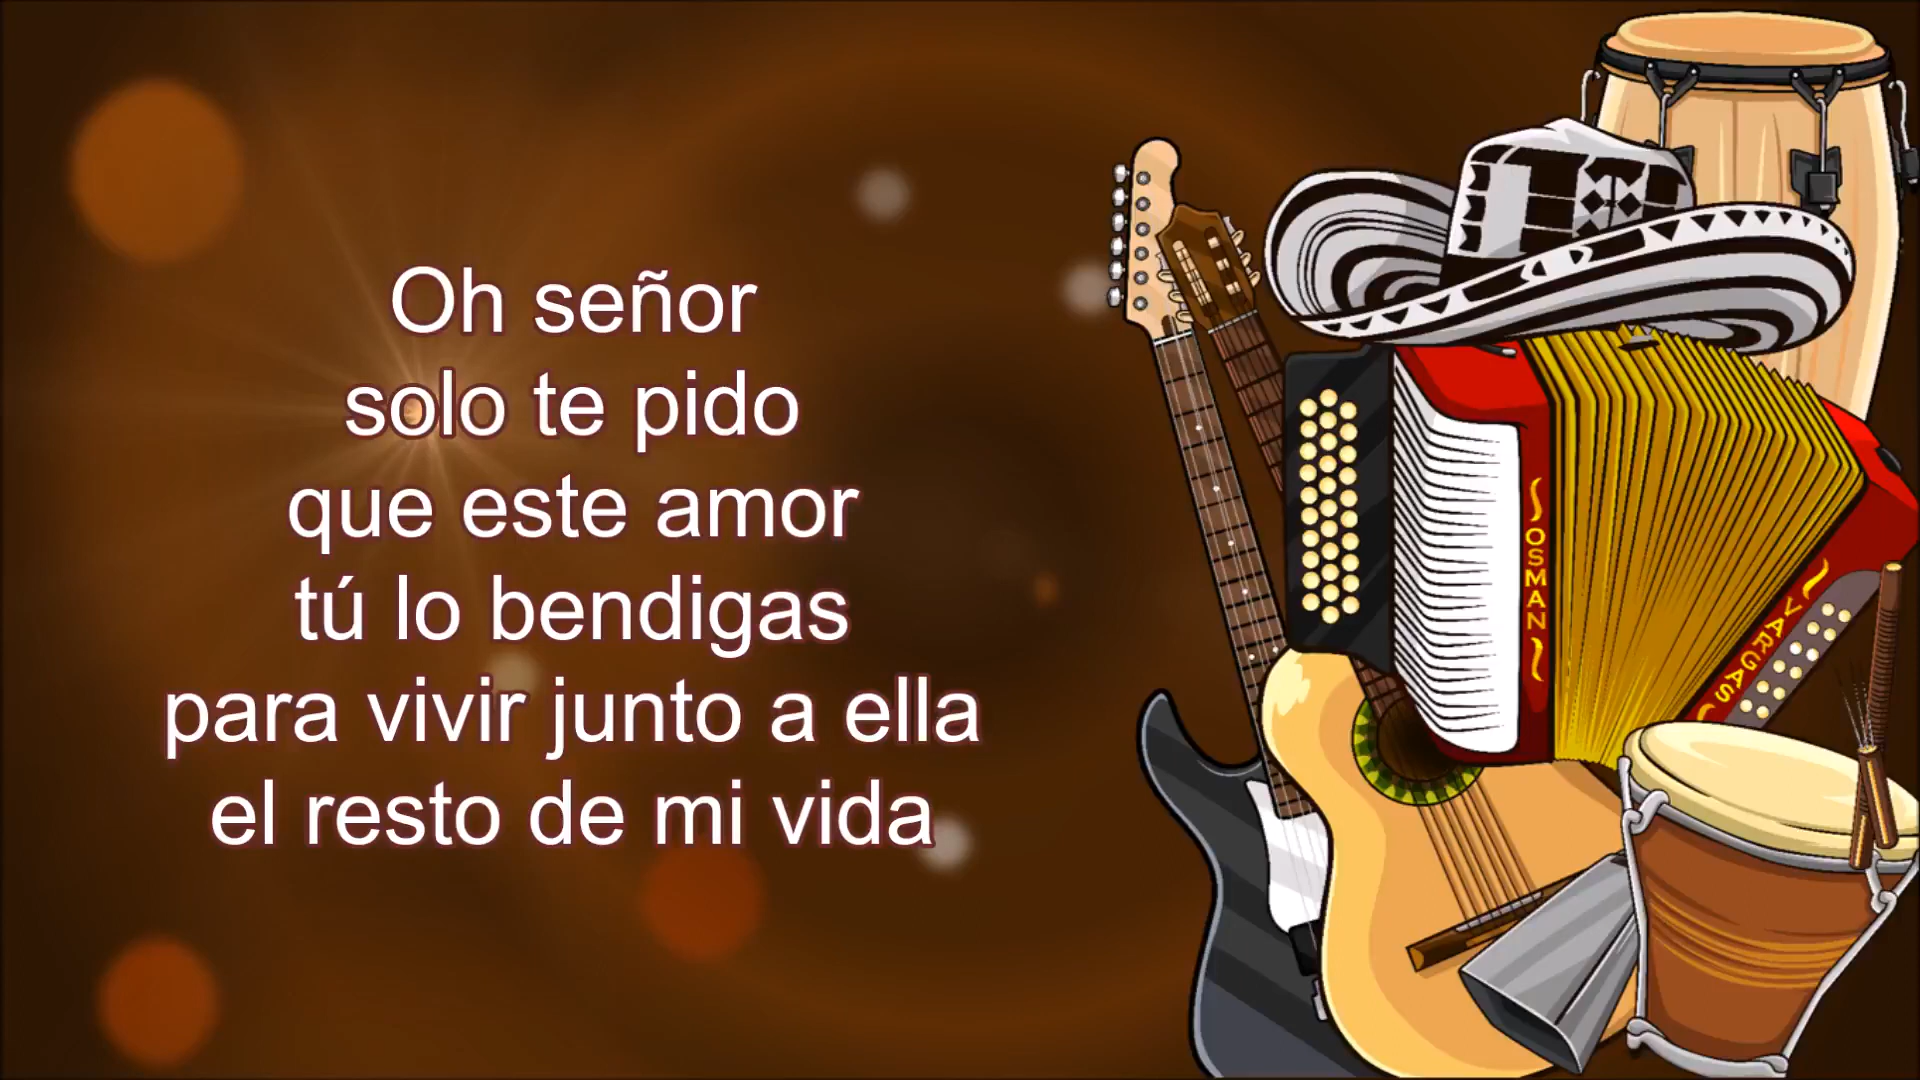 Oh señor
solo te pido
que este amor
tú lo bendigas
para vivir junto a ella
el resto de mi vida
OSMAN
VARGAS